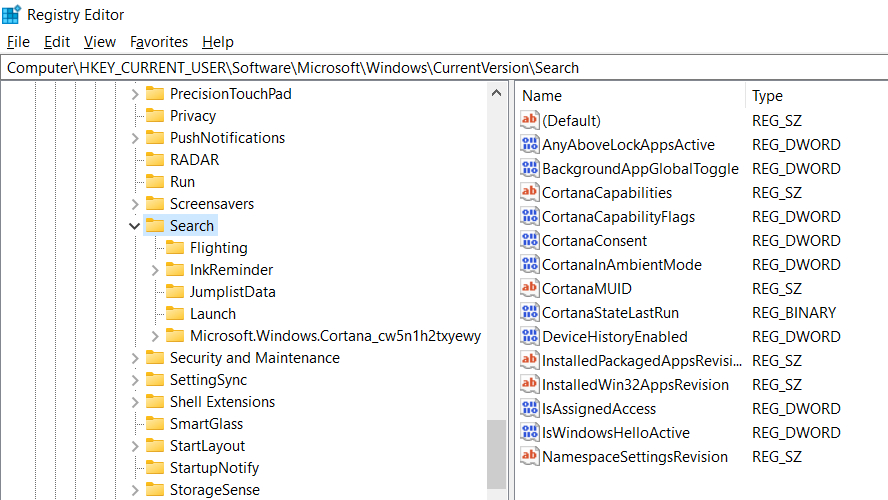 Registry Editor
File Edit View Favorites Help
Computer\HKEY_CURRENT_USER\Software\Microsoft\Windows\CurrentVersion\Search
PrecisionTouchPad
Privacy
PushNotifications
RADAR
Run
Screensavers
Search
Flighting
InkReminder
JumplistData
Launch
Microsoft.Windows.Cortana_cw5n1h2txyewy
Security and Maintenance
SettingSync
Shell Extensions
SmartGlass
StartLayout
StartupNotify
StorageSense
Name Type
(Default) REG_SZ
AnyAboveLockAppsActive REG_DWORD
BackgroundAppGlobalToggle REG_DWORD
CortanaCapabilities REG_SZ
CortanaCapabilityFlags REG_DWORD
CortanaConsent REG_DWORD
CortanaInAmbientMode REG_DWORD
CortanaMUID REG_SZ
CortanaStateLastRun REG_BINARY
DeviceHistoryEnabled REG_DWORD
InstalledPackagedAppsRevisi... REG_SZ
InstalledWin32AppsRevision REG_SZ
IsAssignedAccess REG_DWORD
IsWindowsHelloActive REG_DWORD
NamespaceSettingsRevision REG_SZ